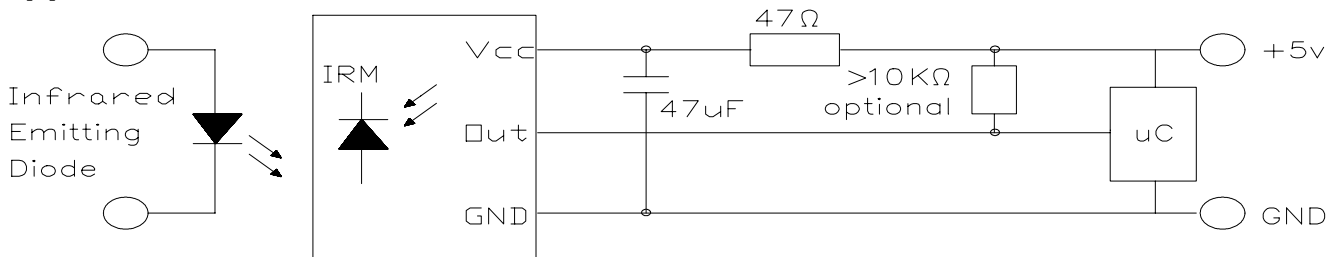 47Ω
Vcc
+5v
IRM
>10KΩ
optional
Infrared
Emitting
Diode
47uF
Out
uC
GND
GND